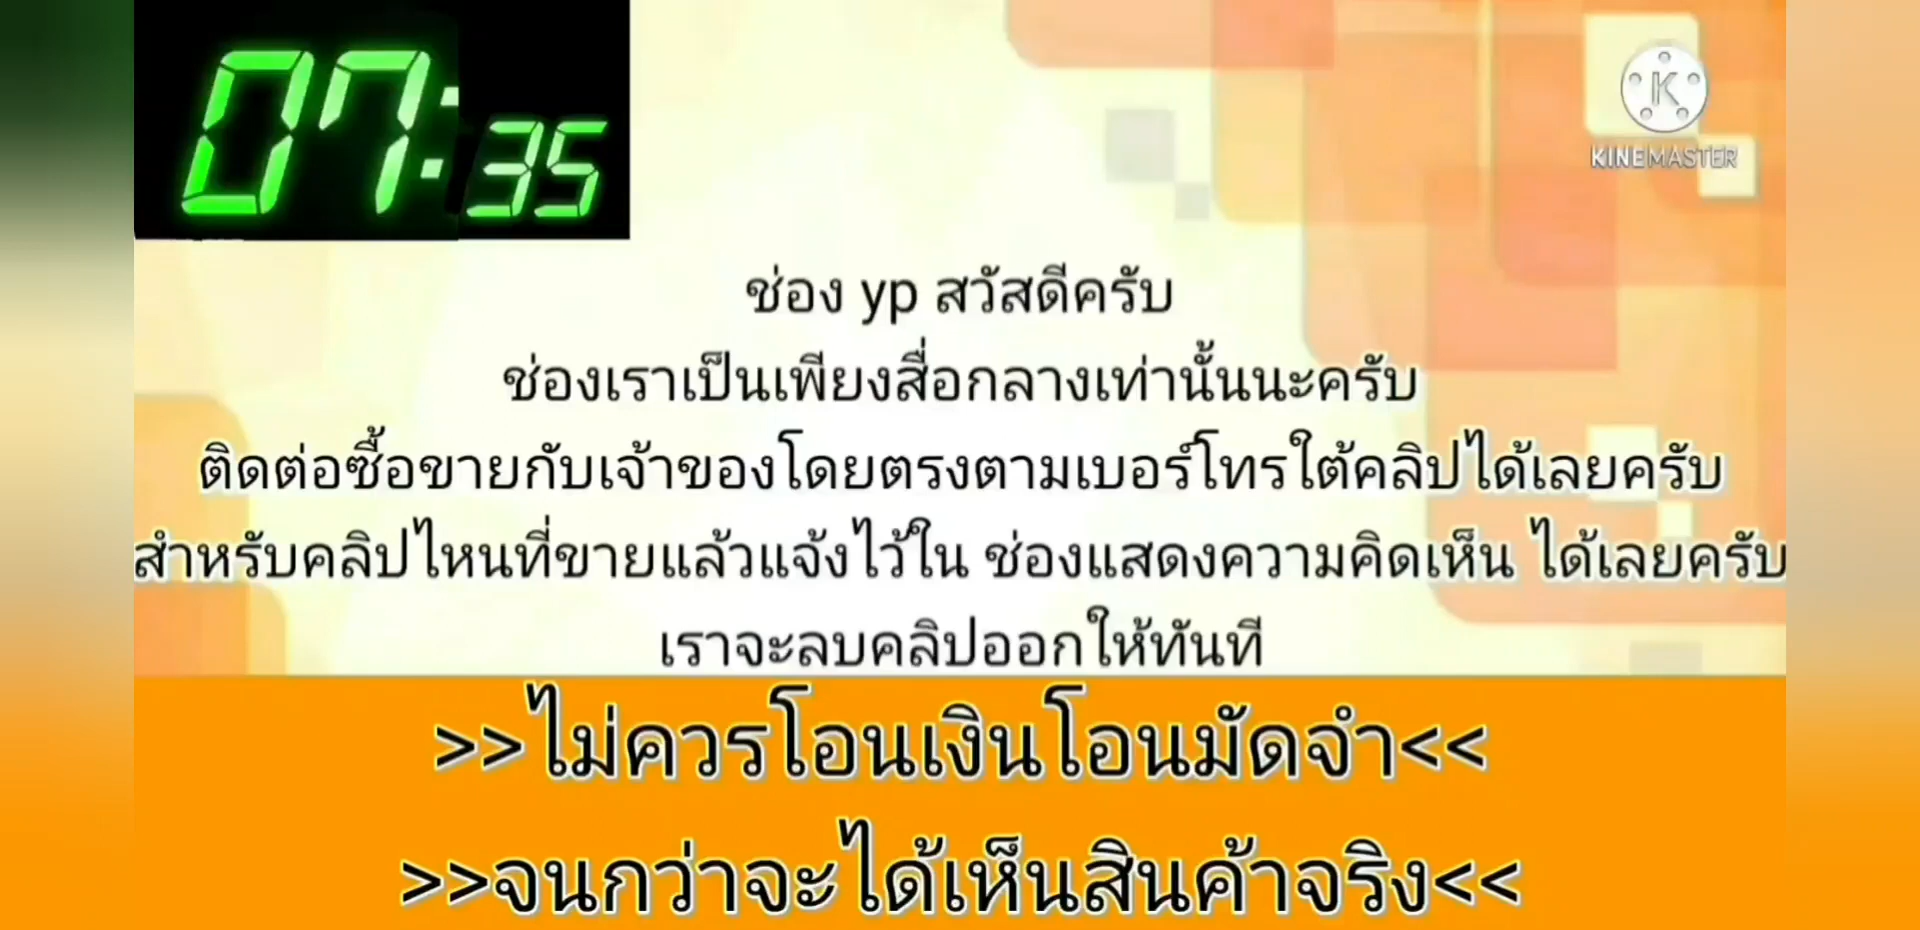 07:35
KINEMASTER
ช่อง yp สวัสดีครับ
ช่องเราเป็นเพียงสื่อกลางเท่านั้นนะครับ
ติดต่อซื้อขายกับเจ้าของโดยตรงตามเบอร์โทรใต้คลิปได้เลยครับ
สำหรับคลิปไหนที่ขายแล้วแจ้งไว้ใน ช่องแสดงความคิดเห็น ได้เลยครับ
เราจะลบคลิปออกให้ทันที
>>ไม่ควรโอนเงินโอนมัดจำ<<
>>จนกว่าจะได้เห็นสินค้าจริง<<